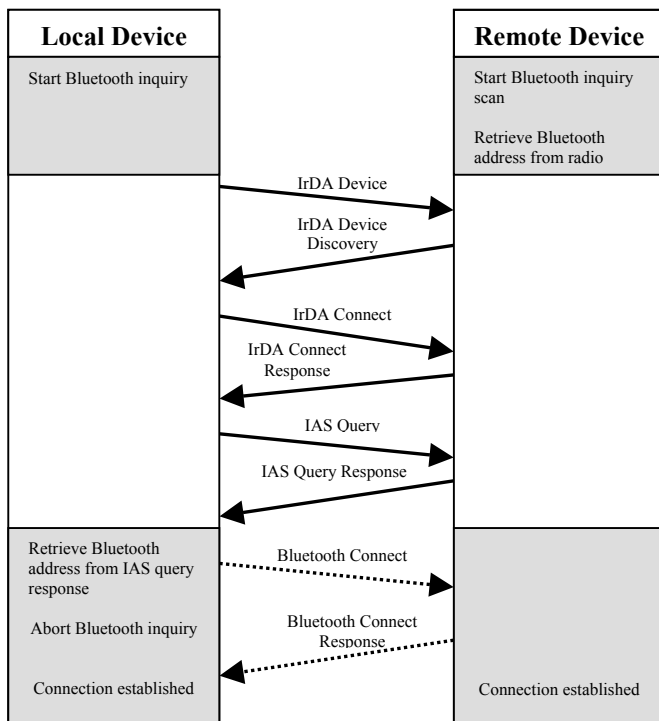 Local Device
Remote Device
Start Bluetooth inquiry
Start Bluetooth inquiry
scan
Retrieve Bluetooth
address from radio
IrDA Device
IrDA Device
Discovery
IrDA Connect
IrDA Connect
Response
IAS Query
IAS Query Response
Retrieve Bluetooth
address from IAS query
response
Bluetooth Connect
Abort Bluetooth inquiry
Bluetooth Connect
Response
Connection established
Connection established